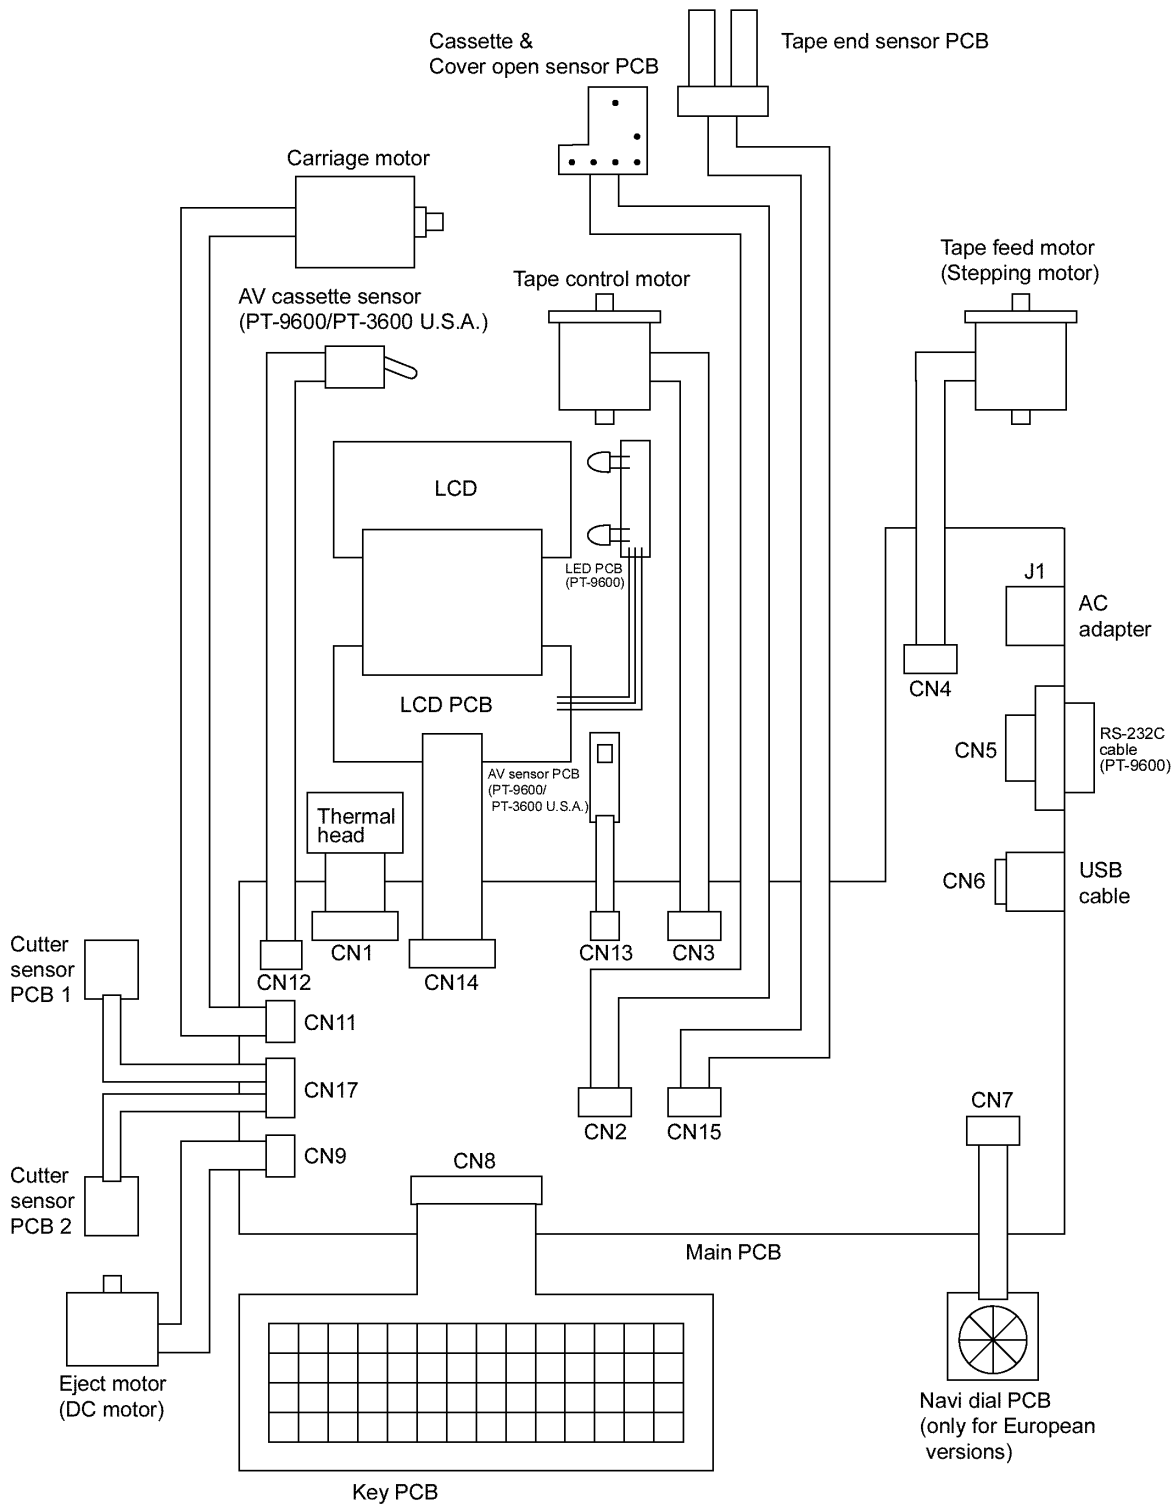 Cassette &
Cover open sensor PCB
Tape end sensor PCB
Carriage motor
Tape feed motor
(Stepping motor)
Tape control motor
AV cassette sensor
(PT-9600/PT-3600 U.S.A.)
LCD
LED PCB
(PT-9600)
J1
AC
adapter
CN4
LCD PCB
CN5
RS-232C
cable
(PT-9600)
AV sensor PCB
(PT-9600/
PT-3600 U.S.A.)
Thermal
head
CN6
USB
cable
Cutter
sensor
PCB 1
CN1
CN13
CN3
CN12
CN14
CN11
CN17
CN7
CN2
CN15
CN9
CN8
Cutter
sensor
PCB 2
Main PCB
Eject motor
(DC motor)
Navi dial PCB
(only for European
versions)
Key PCB